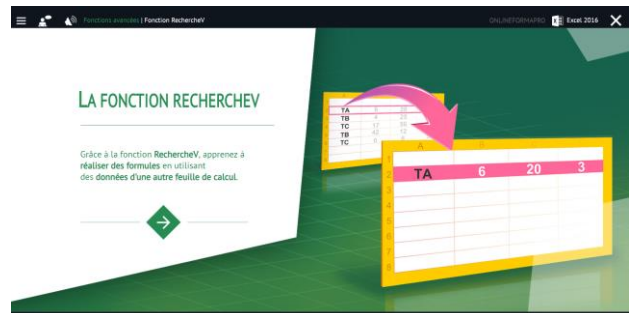 Fonctions avancées | Fonction RechercheV
ONLINEFORMAPRO
Excel 2016
LA FONCTION RECHERCHEV
Grâce à la fonction RechercheV, apprenez à
réaliser des formules en utilisant
des données d'une autre feuille de calcul.
TA
TB
TC
TB
TC
A
1
2 TA 6 20 3
3
4
5
6
7
8